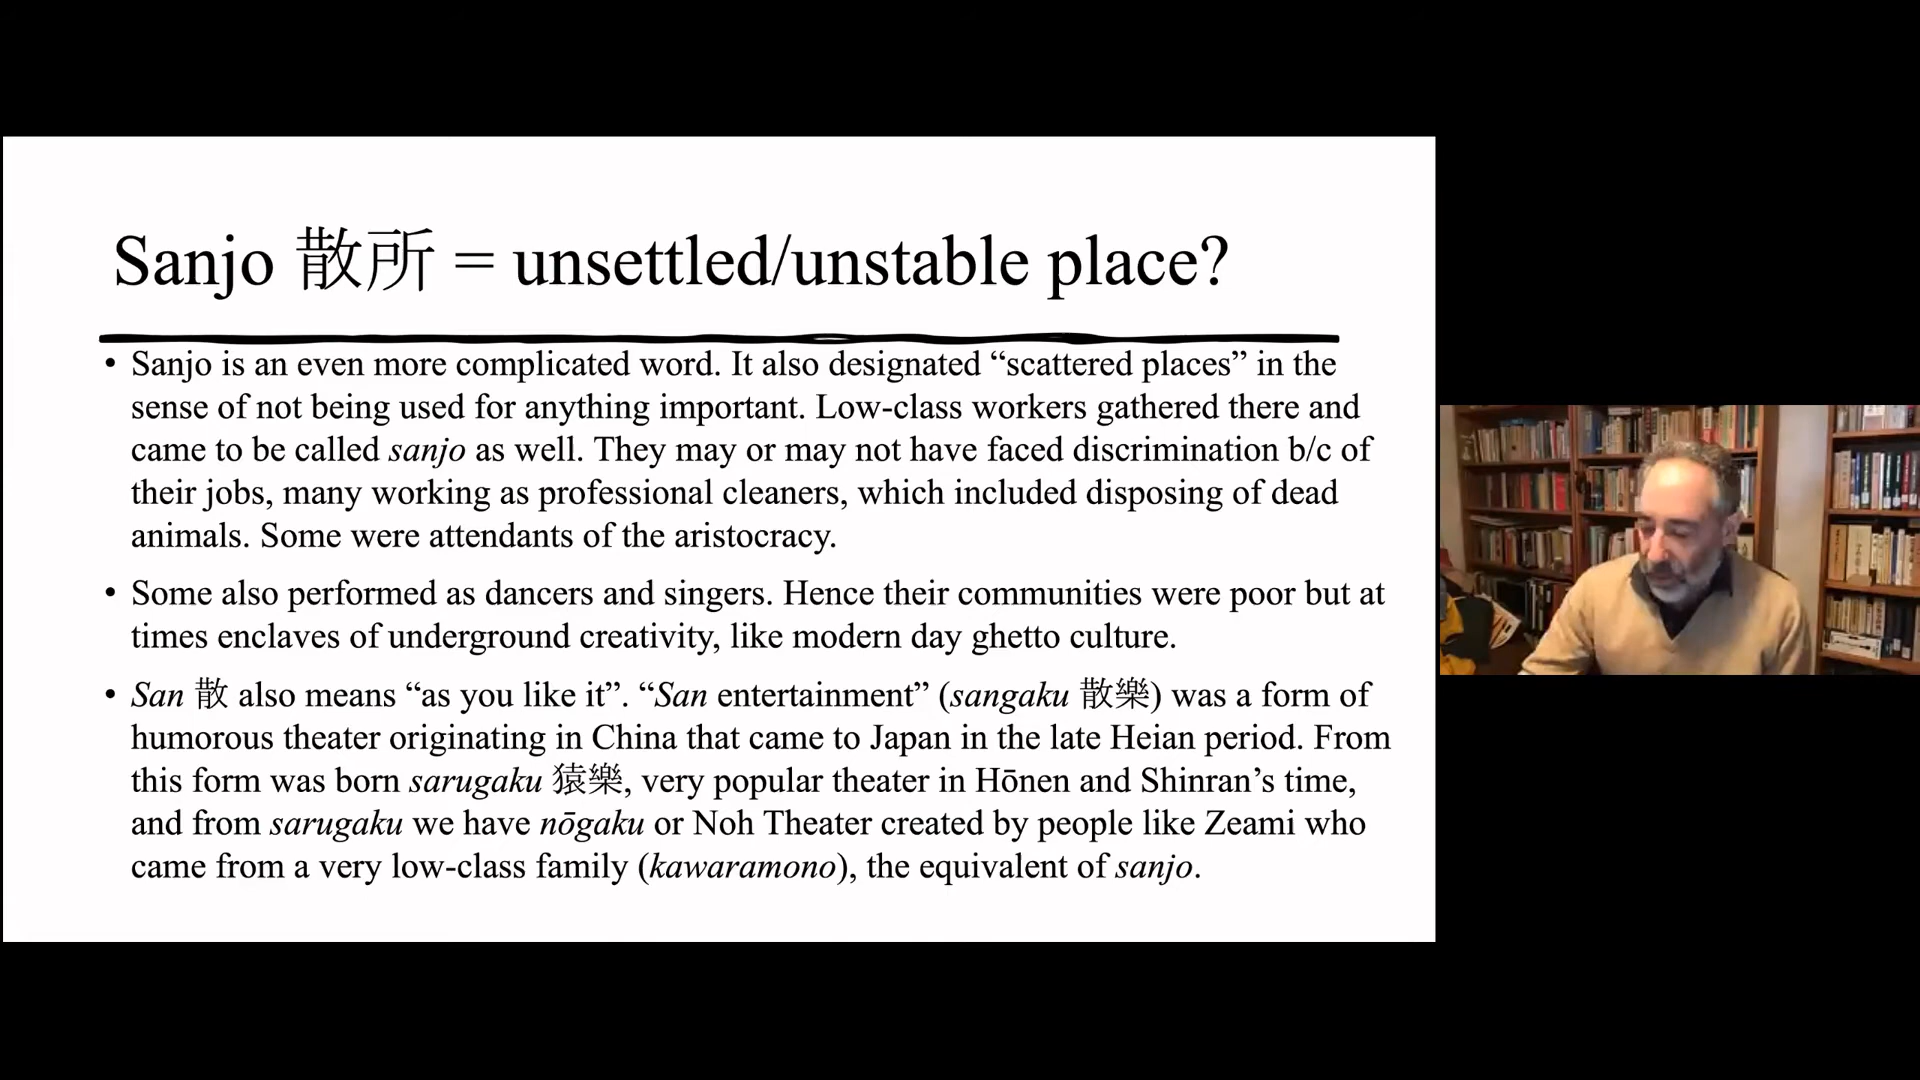 Sanjo 散所 = unsettled/unstable place?
• Sanjo is an even more complicated word. It also designated “scattered places” in the
sense of not being used for anything important. Low-class workers gathered there and
came to be called sanjo as well. They may or may not have faced discrimination b/c of
their jobs, many working as professional cleaners, which included disposing of dead
animals. Some were attendants of the aristocracy.
• Some also performed as dancers and singers. Hence their communities were poor but at
times enclaves of underground creativity, like modern day ghetto culture.
• San 散 also means “as you like it”. “San entertainment” (sangaku 散樂) was a form of
humorous theater originating in China that came to Japan in the late Heian period. From
this form was born sarugaku 猿樂, very popular theater in Hōnen and Shinran’s time,
and from sarugaku we have nōgaku or Noh Theater created by people like Zeami who
came from a very low-class family (kawaramono), the equivalent of sanjo.